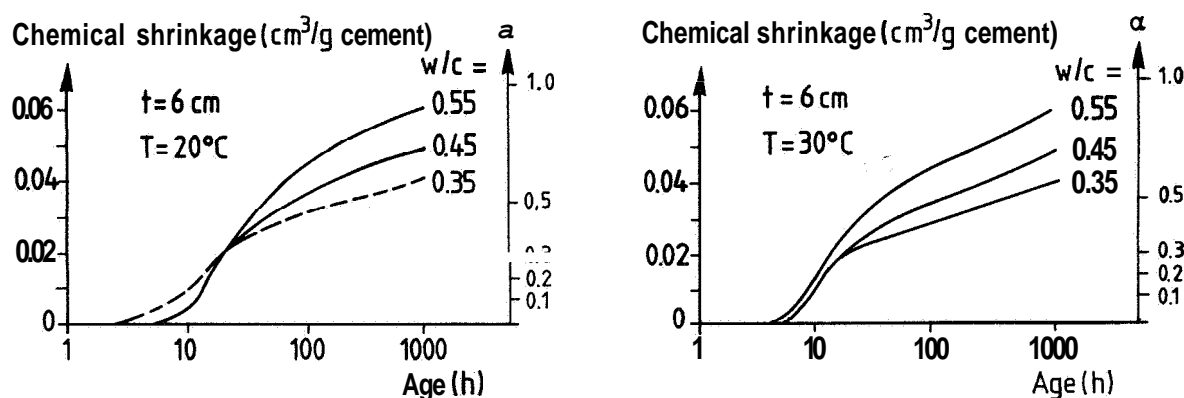 Chemical shrinkage (cm³/g cement) a
w/c =
1.0
t = 6 cm
0.06
0.55
T = 20°C
0.45
0.04
0.35
0.5
0.02
0.3
0.2
0.1
0
1 10 100 1000
Age (h)
Chemical shrinkage (cm³/g cement) α
w/c =
1.0
t = 6 cm
0.06
0.55
T = 30°C
0.45
0.04
0.35
0.5
0.02
0.3
0.2
0.1
0
1 10 100 1000
Age (h)